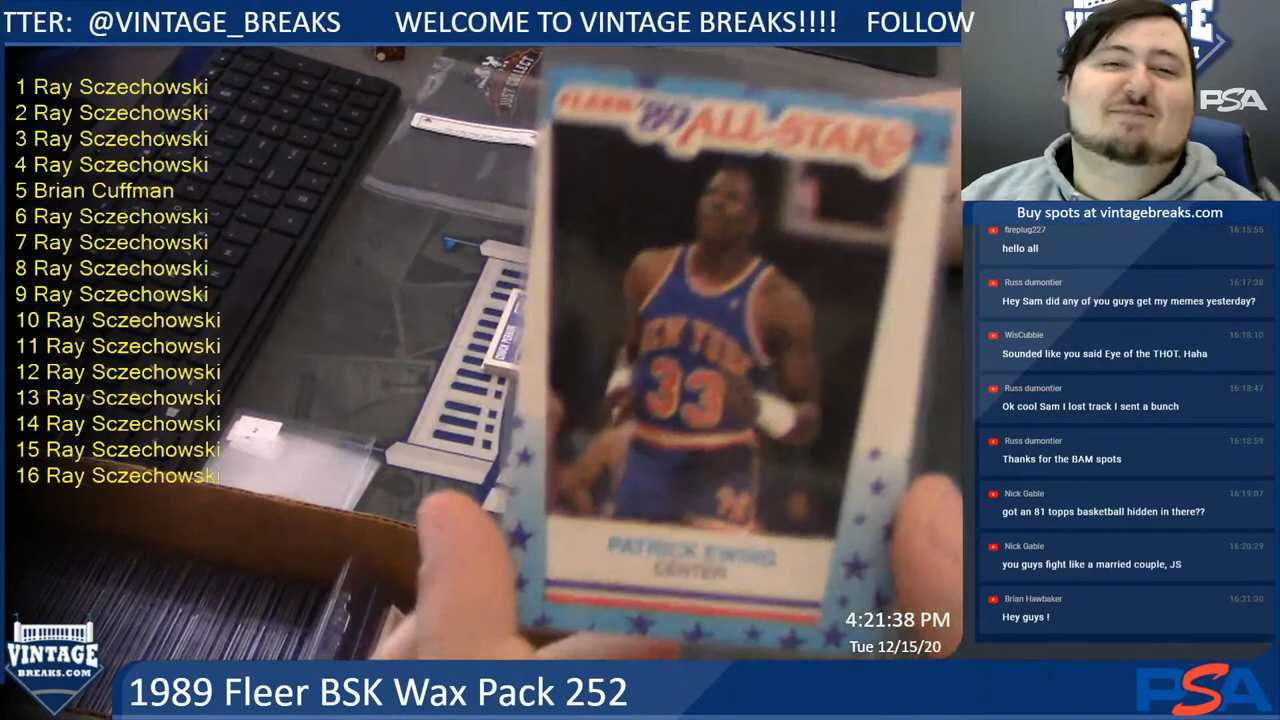 TTER: @VINTAGE_BREAKS WELCOME TO VINTAGE BREAKS!!!! FOLLOW
1 Ray Sczechowski
2 Ray Sczechowski
3 Ray Sczechowski
4 Ray Sczechowski
5 Brian Cuffman
6 Ray Sczechowski
7 Ray Sczechowski
8 Ray Sczechowski
9 Ray Sczechowski
10 Ray Sczechowski
11 Ray Sczechowski
12 Ray Sczechowski
13 Ray Sczechowski
14 Ray Sczechowski
15 Ray Sczechowski
16 Ray Sczechowski
JUST COLLECT
FLEER '89 ALL-STARS
NEW YORK
33
PATRICK EWING
CENTER
CHUCK PERSON
VINTAGE
PSA
Buy spots at vintagebreaks.com
fireplug227 16:15:55
hello all
Russ dumontier 16:17:38
Hey Sam did any of you guys get my memes yesterday?
WisCubbie 16:18:10
Sounded like you said Eye of the THOT. Haha
Russ dumontier 16:18:47
Ok cool Sam I lost track I sent a bunch
Russ dumontier 16:18:59
Thanks for the BAM spots
Nick Gable 16:19:07
got an 81 topps basketball hidden in there??
Nick Gable 16:20:29
you guys fight like a married couple, JS
Brian Hawbaker 16:21:30
Hey guys !
4:21:38 PM
Tue 12/15/20
VINTAGE
BREAKS.COM
1989 Fleer BSK Wax Pack 252
PSA